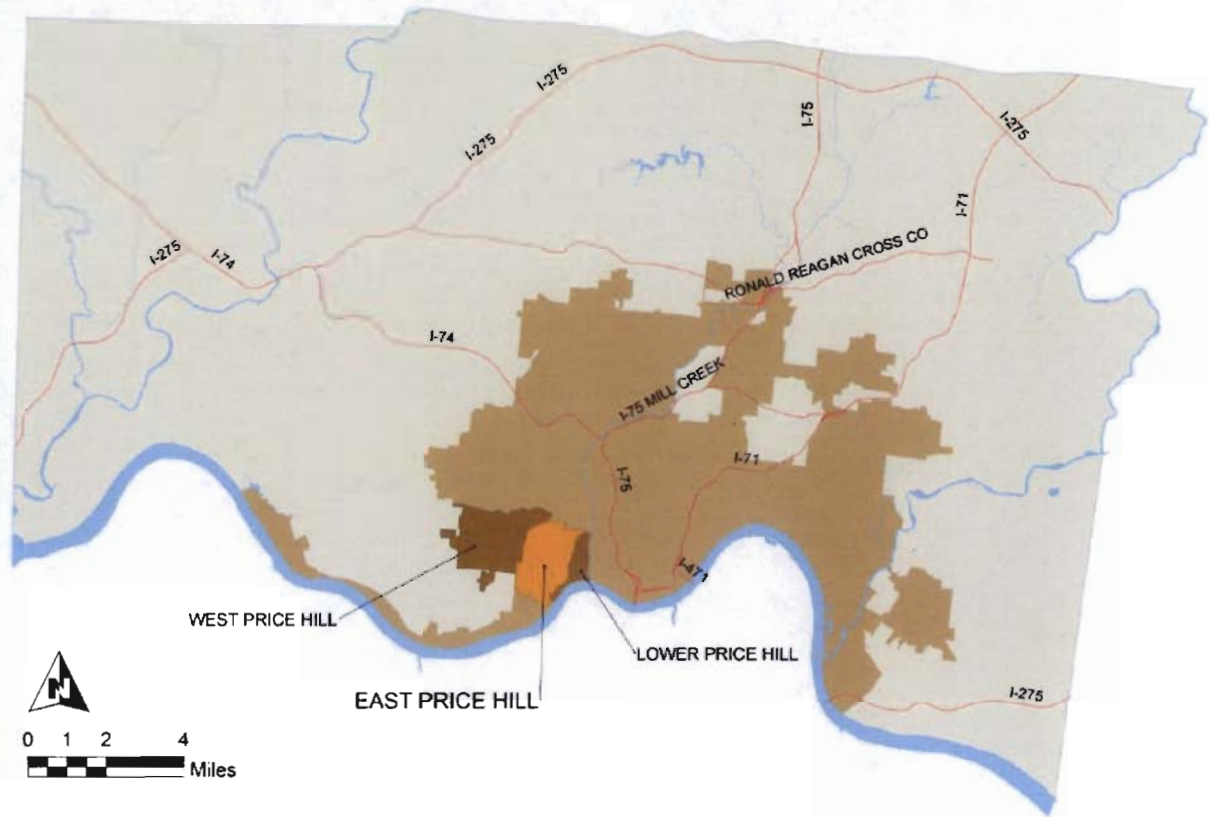 I-275
I-75
I-275
I-275
I-71
RONALD REAGAN CROSS CO
I-275
I-74
I-74
I-75 MILL CREEK
I-71
I-75
I-471
WEST PRICE HILL
LOWER PRICE HILL
EAST PRICE HILL
I-275
N
0 1 2 4
Miles